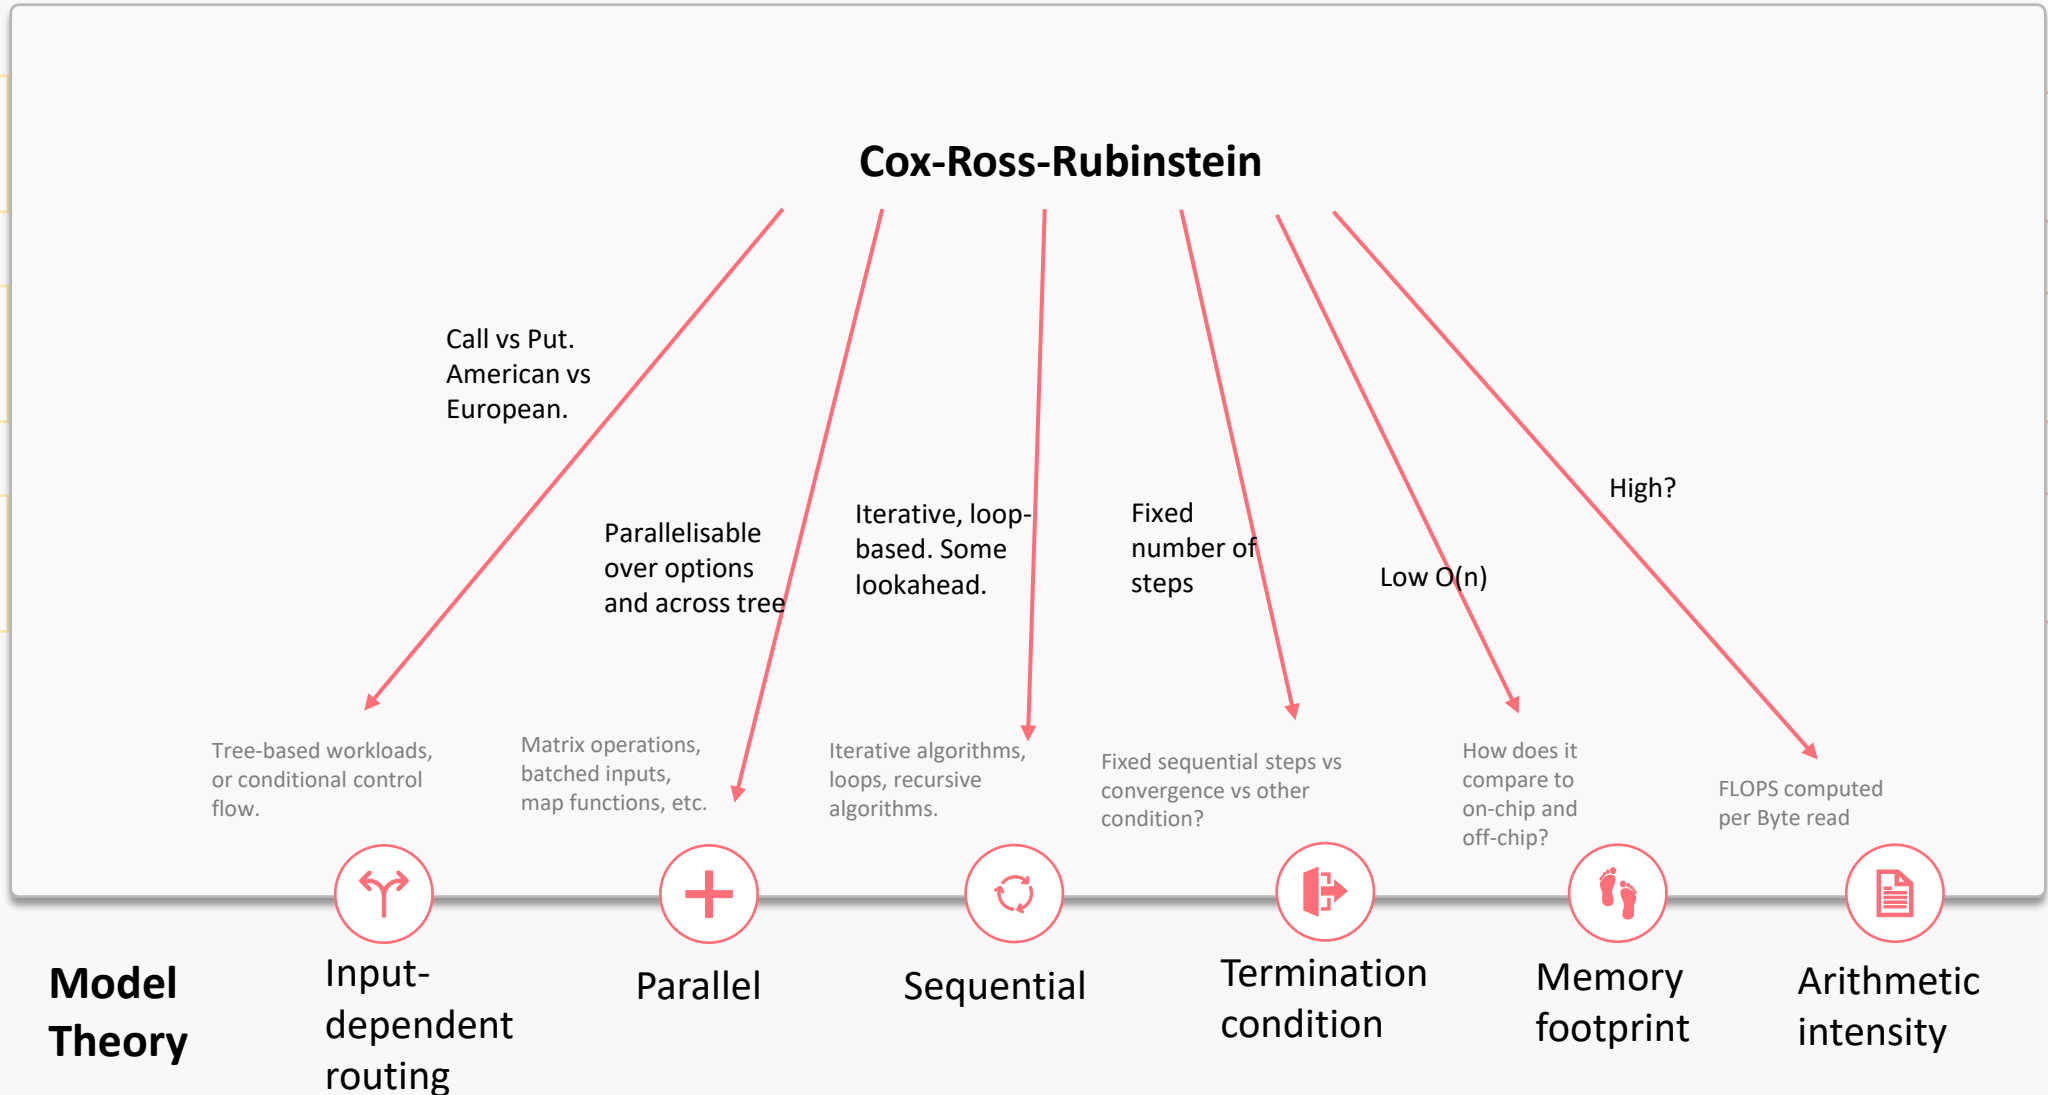 Cox-Ross-Rubinstein
Call vs Put.
American vs
European.
Parallelisable
over options
and across tree
Iterative, loop-
based. Some
lookahead.
Fixed
number of
steps
Low O(n)
High?
Tree-based workloads,
or conditional control
flow.
Matrix operations,
batched inputs,
map functions, etc.
Iterative algorithms,
loops, recursive
algorithms.
Fixed sequential steps vs
convergence vs other
condition?
How does it
compare to
on-chip and
off-chip?
FLOPS computed
per Byte read
Model
Theory
Input-
dependent
routing
Parallel
Sequential
Termination
condition
Memory
footprint
Arithmetic
intensity